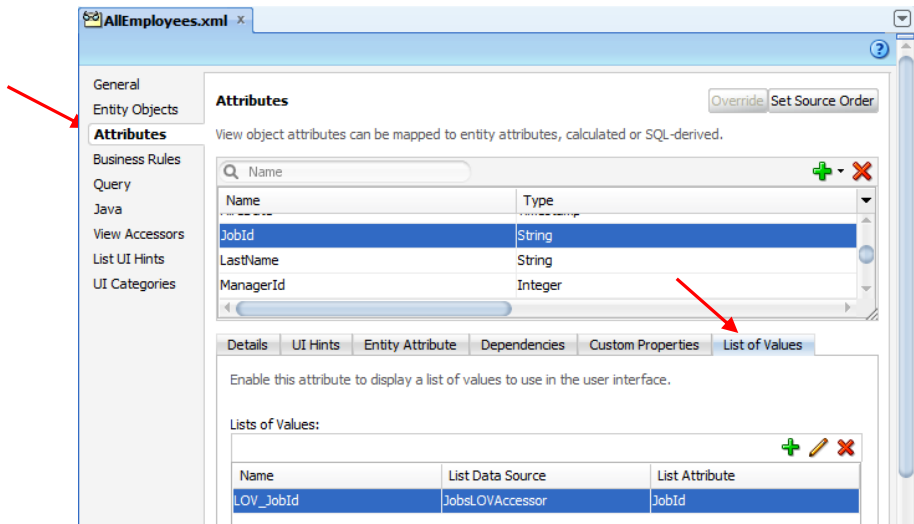 AllEmployees.xml
General
Entity Objects
Attributes
Business Rules
Query
Java
View Accessors
List UI Hints
UI Categories
Attributes
Override Set Source Order
View object attributes can be mapped to entity attributes, calculated or SQL-derived.
Name
Name Type
JobId String
LastName String
ManagerId Integer
Details UI Hints Entity Attribute Dependencies Custom Properties List of Values
Enable this attribute to display a list of values to use in the user interface.
Lists of Values:
Name List Data Source List Attribute
LOV_JobId JobsLOVAccessor JobId